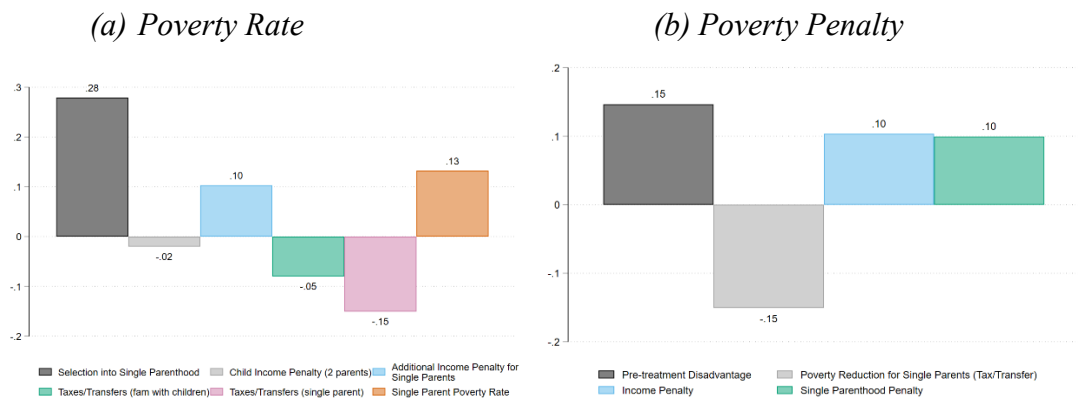 (a) Poverty Rate
.3
.2
.1
0
-.1
-.2
.28
-.02
.10
-.05
-.15
.13
Selection into Single Parenthood
Child Income Penalty (2 parents)
Additional Income Penalty for
Single Parents
Taxes/Transfers (fam with children)
Taxes/Transfers (single parent)
Single Parent Poverty Rate
(b) Poverty Penalty
.2
.1
0
-.1
-.2
.15
-.15
.10
.10
Pre-treatment Disadvantage
Poverty Reduction for Single Parents (Tax/Transfer)
Income Penalty
Single Parenthood Penalty